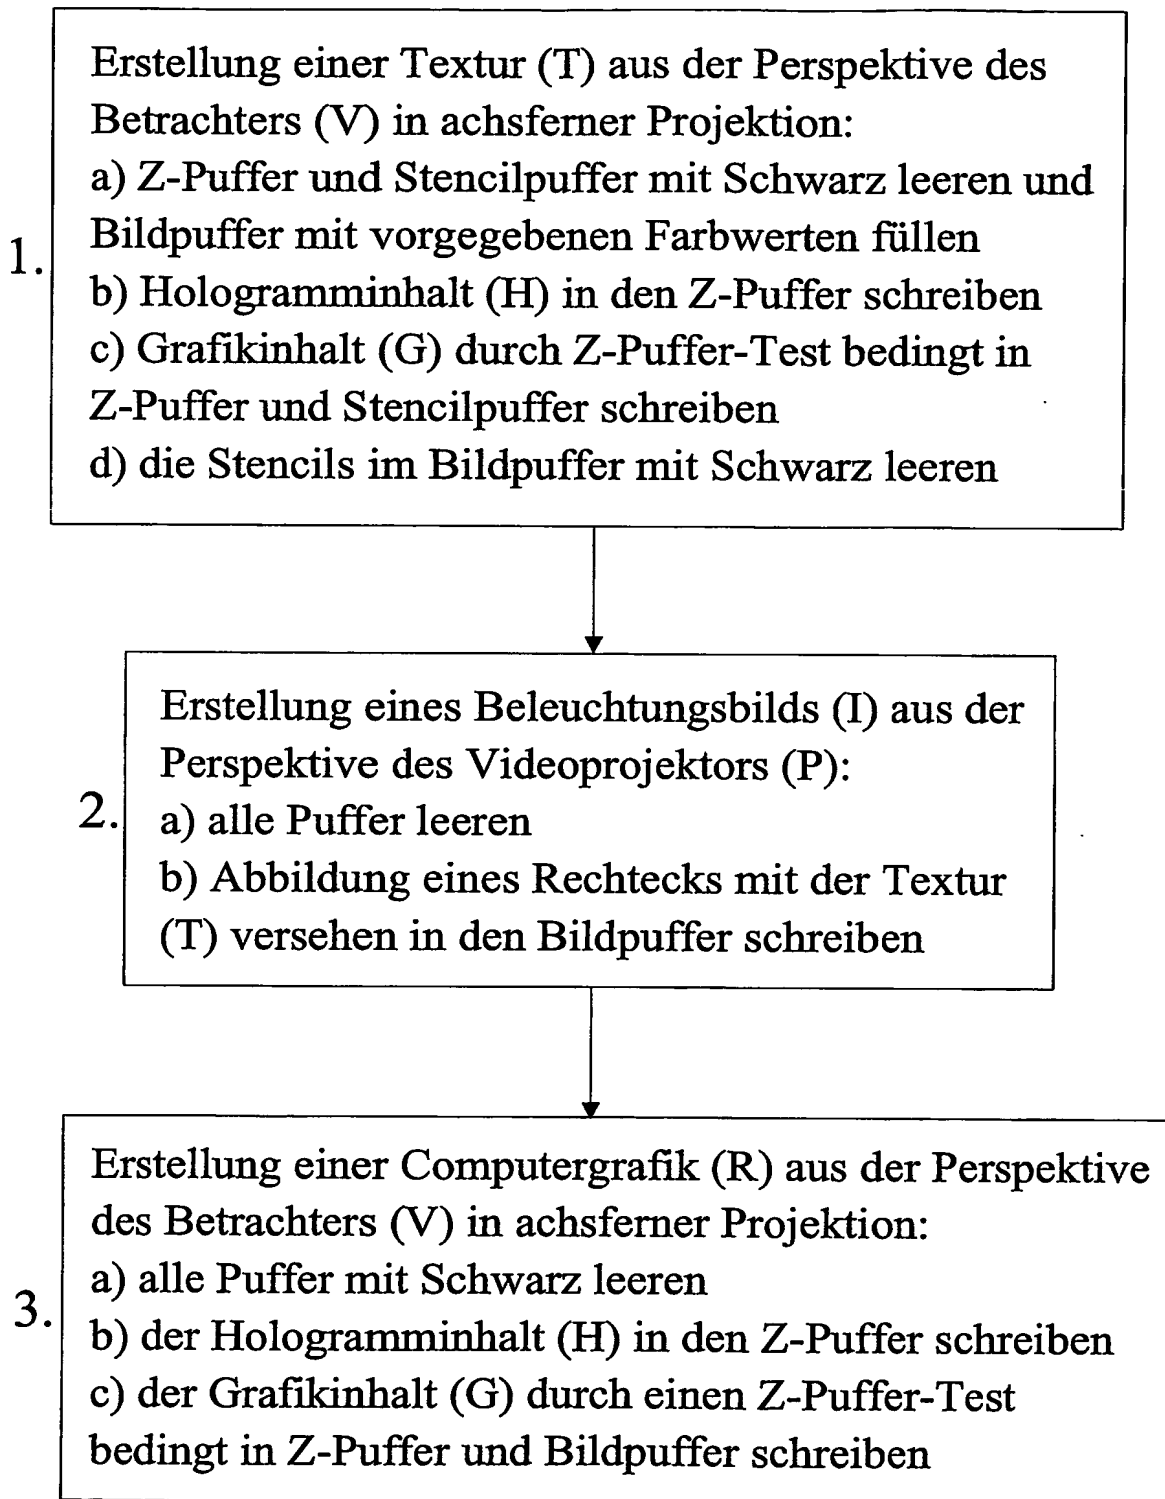 Erstellung einer Textur (T) aus der Perspektive des
Betrachters (V) in achsferner Projektion:
a) Z-Puffer und Stencilpuffer mit Schwarz leeren und
Bildpuffer mit vorgegebenen Farbwerten füllen
1.
b) Hologramminhalt (H) in den Z-Puffer schreiben
c) Grafikinhalt (G) durch Z-Puffer-Test bedingt in
Z-Puffer und Stencilpuffer schreiben
d) die Stencils im Bildpuffer mit Schwarz leeren
Erstellung eines Beleuchtungsbilds (I) aus der
Perspektive des Videoprojektors (P):
2.
a) alle Puffer leeren
b) Abbildung eines Rechtecks mit der Textur
(T) versehen in den Bildpuffer schreiben
Erstellung einer Computergrafik (R) aus der Perspektive
des Betrachters (V) in achsferner Projektion:
a) alle Puffer mit Schwarz leeren
3.
b) der Hologramminhalt (H) in den Z-Puffer schreiben
c) der Grafikinhalt (G) durch einen Z-Puffer-Test
bedingt in Z-Puffer und Bildpuffer schreiben